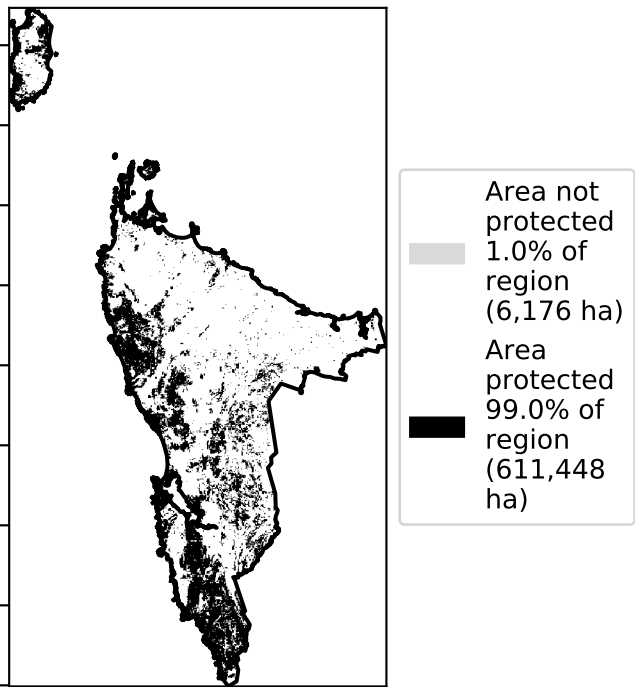 Area not
protected
1.0% of
region
(6,176 ha)
Area
protected
99.0% of
region
(611,448
ha)